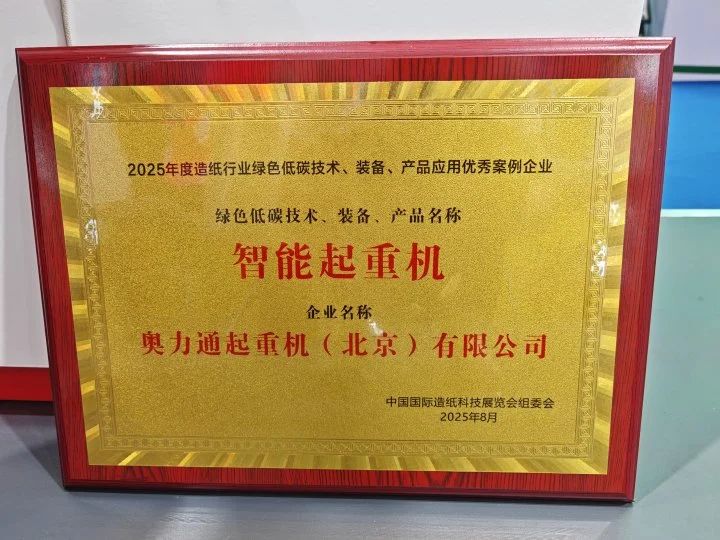 2025年度造纸行业绿色低碳技术、装备、产品应用优秀案例企业
绿色低碳技术、装备、产品名称
智能起重机
企业名称
奥力通起重机（北京）有限公司
中国国际造纸科技展览会组委会
2025年8月